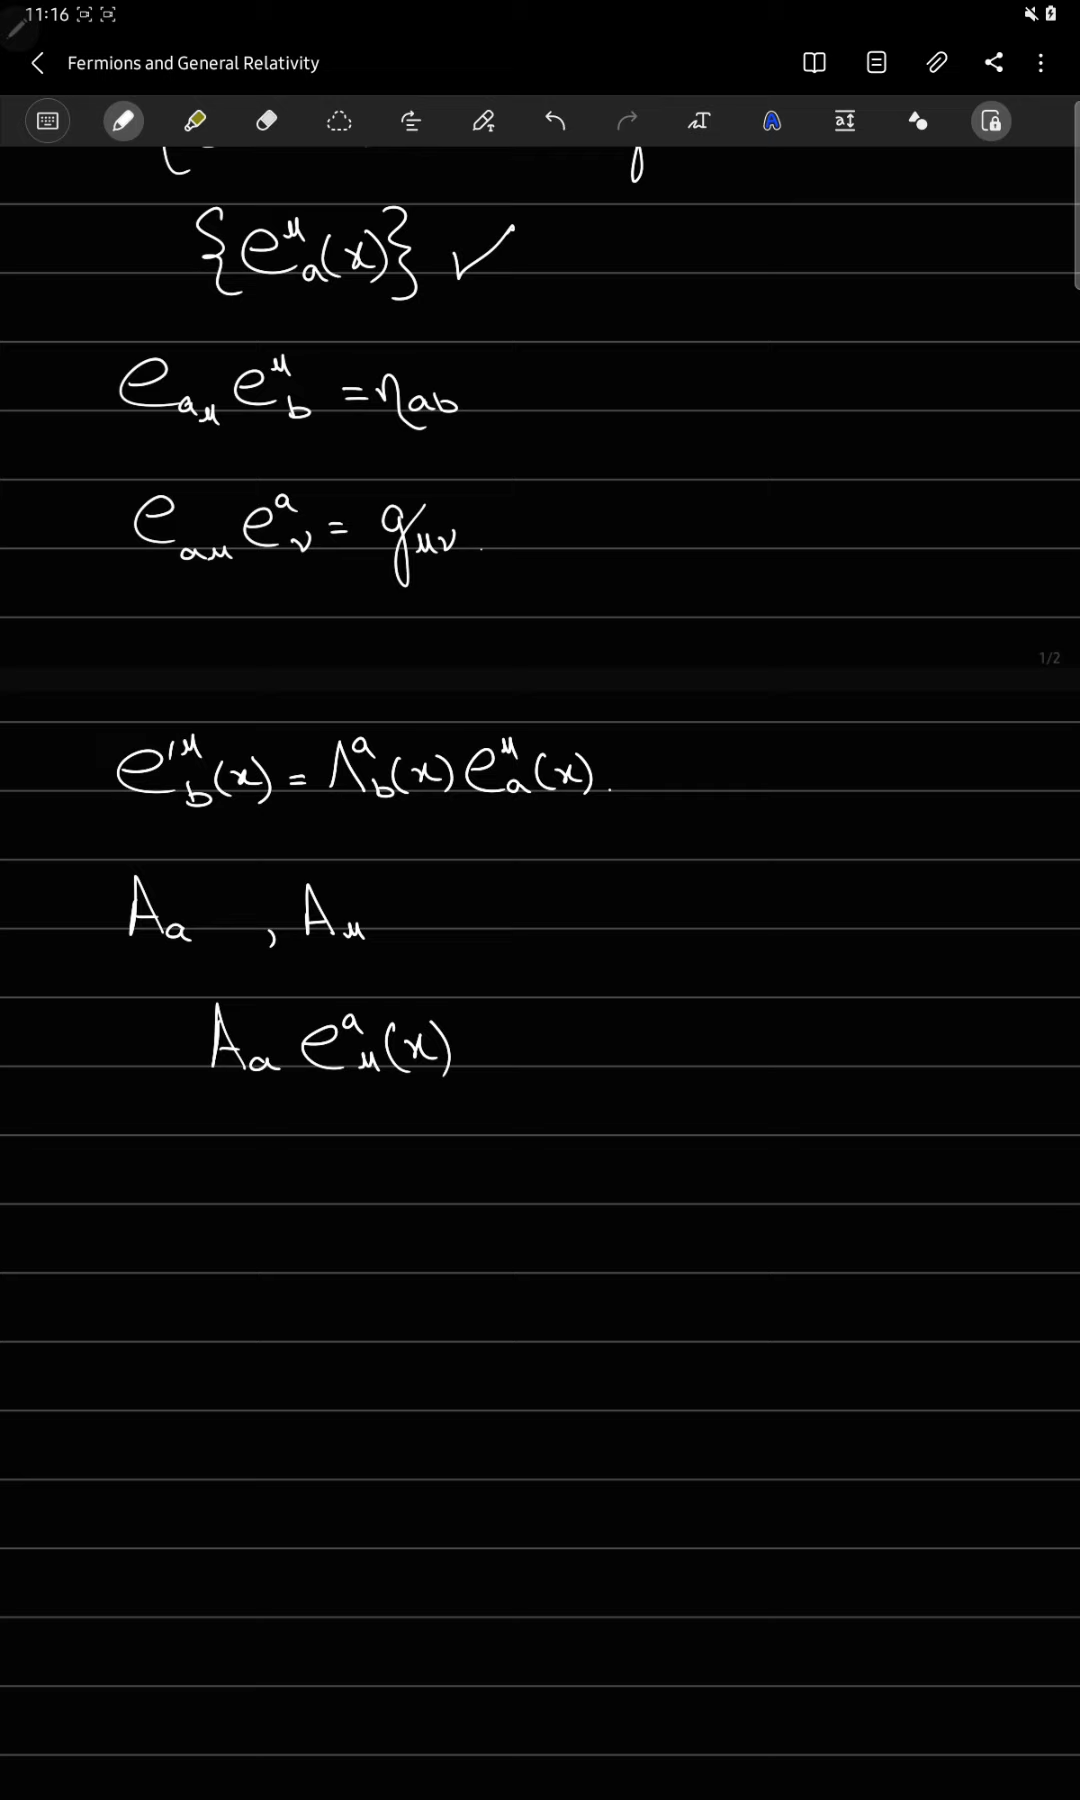 11:16
Fermions and General Relativity
{e^μ_a(x)} ✓
e_{aμ} e^μ_b = η_{ab}
e_{aμ} e^a_ν = g_{μν}.
1/2
e'^μ_b(x) = Λ^a_b(x) e^μ_a(x).
A_a , A_μ
A_a e^a_μ(x)